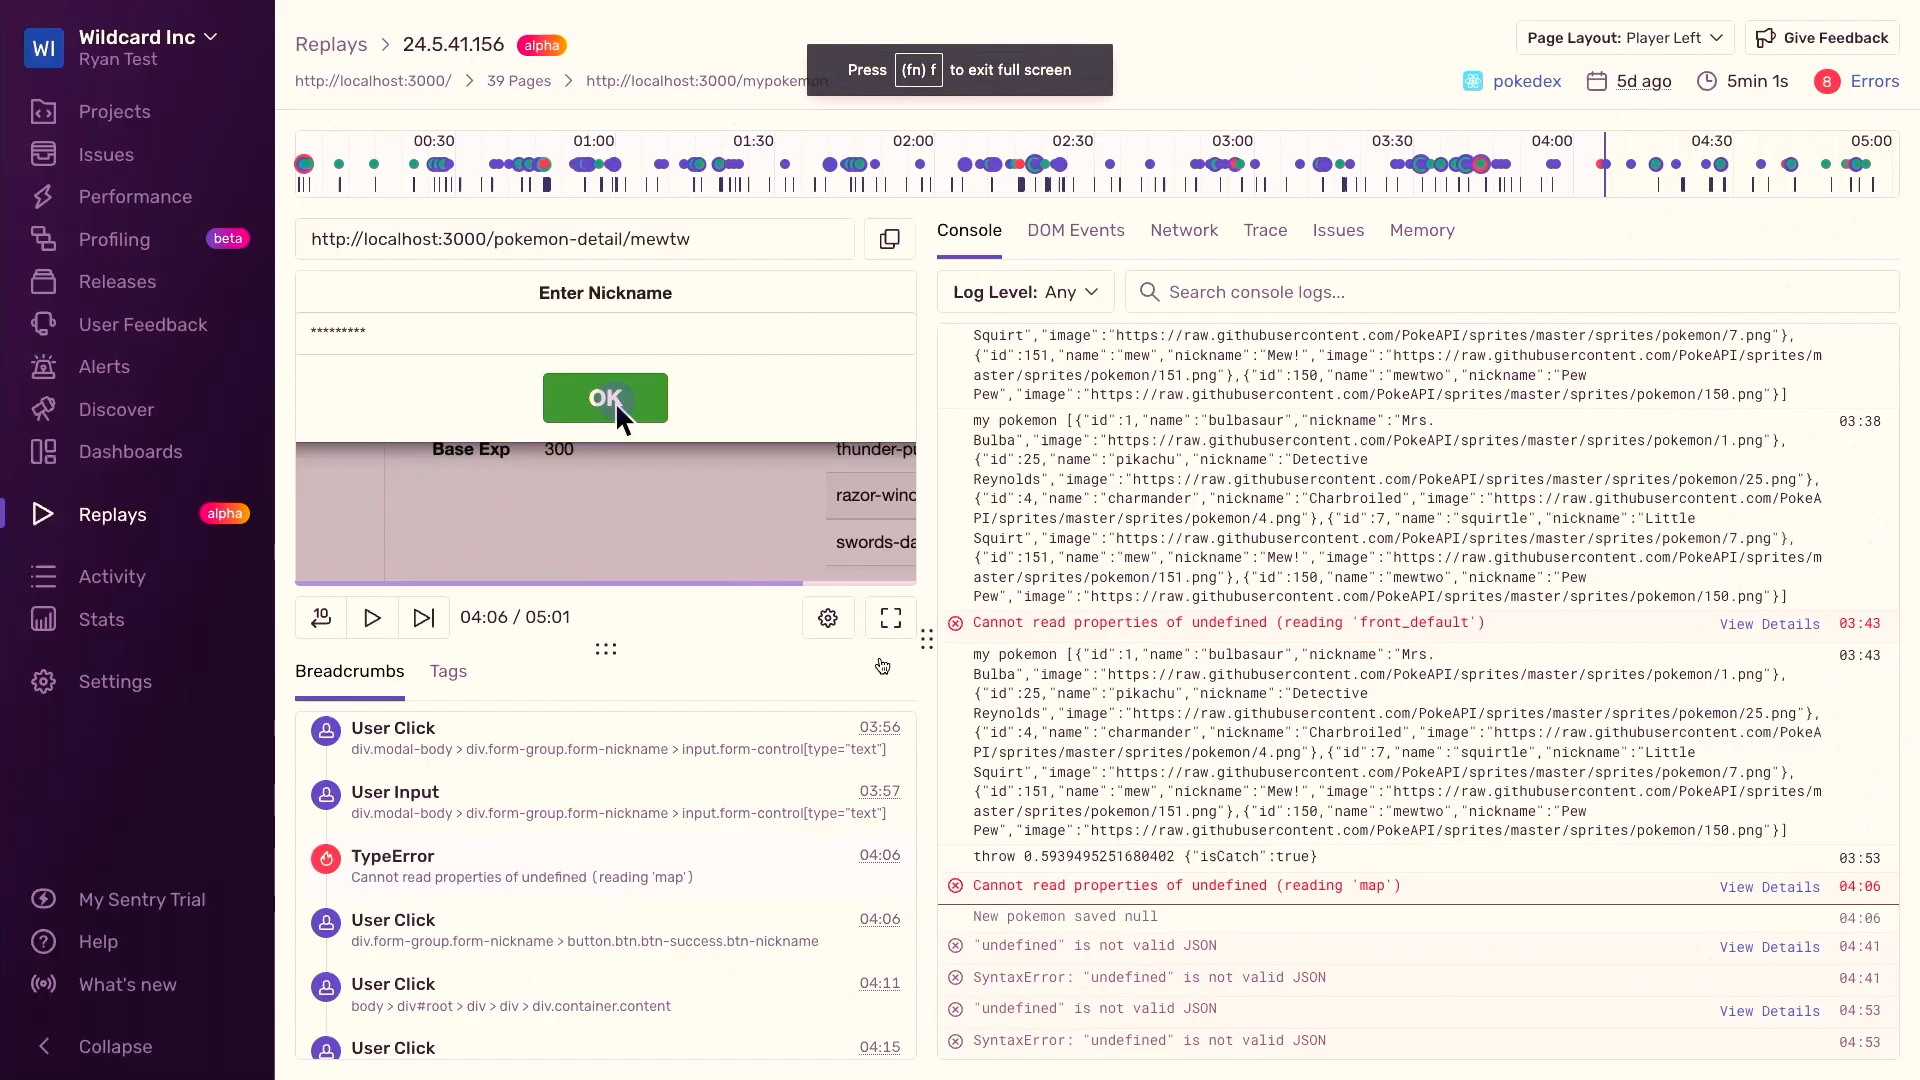 WI
Wildcard Inc
Ryan Test
Projects
Issues
Performance
Profiling beta
Releases
User Feedback
Alerts
Discover
Dashboards
Replays alpha
Activity
Stats
Settings
My Sentry Trial
Help
What's new
Collapse
Replays > 24.5.41.156 alpha
http://localhost:3000/ > 39 Pages > http://localhost:3000/mypokemon
Press (fn) f to exit full screen
Page Layout: Player Left
Give Feedback
pokedex 5d ago 5min 1s 8 Errors
00:30 01:00 01:30 02:00 02:30 03:00 03:30 04:00 04:30 05:00
http://localhost:3000/pokemon-detail/mewtw
Enter Nickname
*********
OK
Base Exp 300
thunder-pu
razor-winc
swords-da
10
04:06 / 05:01
Breadcrumbs Tags
User Click 03:56
div.modal-body > div.form-group.form-nickname > input.form-control[type="text"]
User Input 03:57
div.modal-body > div.form-group.form-nickname > input.form-control[type="text"]
TypeError 04:06
Cannot read properties of undefined (reading 'map')
User Click 04:06
div.form-group.form-nickname > button.btn.btn-success.btn-nickname
User Click 04:11
body > div#root > div > div > div.container.content
User Click 04:15
Console DOM Events Network Trace Issues Memory
Log Level: Any
Search console logs...
Squirt","image":"https://raw.githubusercontent.com/PokeAPI/sprites/master/sprites/pokemon/7.png"},
{"id":151,"name":"mew","nickname":"Mew!","image":"https://raw.githubusercontent.com/PokeAPI/sprites/m
aster/sprites/pokemon/151.png"},{"id":150,"name":"mewtwo","nickname":"Pew
Pew","image":"https://raw.githubusercontent.com/PokeAPI/sprites/master/sprites/pokemon/150.png"}]
my pokemon [{"id":1,"name":"bulbasaur","nickname":"Mrs. 03:38
Bulba","image":"https://raw.githubusercontent.com/PokeAPI/sprites/master/sprites/pokemon/1.png"},
{"id":25,"name":"pikachu","nickname":"Detective
Reynolds","image":"https://raw.githubusercontent.com/PokeAPI/sprites/master/sprites/pokemon/25.png"},
{"id":4,"name":"charmander","nickname":"Charbroiled","image":"https://raw.githubusercontent.com/PokeA
PI/sprites/master/sprites/pokemon/4.png"},{"id":7,"name":"squirtle","nickname":"Little
Squirt","image":"https://raw.githubusercontent.com/PokeAPI/sprites/master/sprites/pokemon/7.png"},
{"id":151,"name":"mew","nickname":"Mew!","image":"https://raw.githubusercontent.com/PokeAPI/sprites/m
aster/sprites/pokemon/151.png"},{"id":150,"name":"mewtwo","nickname":"Pew
Pew","image":"https://raw.githubusercontent.com/PokeAPI/sprites/master/sprites/pokemon/150.png"}]
Cannot read properties of undefined (reading 'front_default') View Details 03:43
my pokemon [{"id":1,"name":"bulbasaur","nickname":"Mrs. 03:43
Bulba","image":"https://raw.githubusercontent.com/PokeAPI/sprites/master/sprites/pokemon/1.png"},
{"id":25,"name":"pikachu","nickname":"Detective
Reynolds","image":"https://raw.githubusercontent.com/PokeAPI/sprites/master/sprites/pokemon/25.png"},
{"id":4,"name":"charmander","nickname":"Charbroiled","image":"https://raw.githubusercontent.com/PokeA
PI/sprites/master/sprites/pokemon/4.png"},{"id":7,"name":"squirtle","nickname":"Little
Squirt","image":"https://raw.githubusercontent.com/PokeAPI/sprites/master/sprites/pokemon/7.png"},
{"id":151,"name":"mew","nickname":"Mew!","image":"https://raw.githubusercontent.com/PokeAPI/sprites/m
aster/sprites/pokemon/151.png"},{"id":150,"name":"mewtwo","nickname":"Pew
Pew","image":"https://raw.githubusercontent.com/PokeAPI/sprites/master/sprites/pokemon/150.png"}]
throw 0.5939495251680402 {"isCatch":true} 03:53
Cannot read properties of undefined (reading 'map') View Details 04:06
New pokemon saved null 04:06
"undefined" is not valid JSON View Details 04:41
SyntaxError: "undefined" is not valid JSON 04:41
"undefined" is not valid JSON View Details 04:53
SyntaxError: "undefined" is not valid JSON 04:53